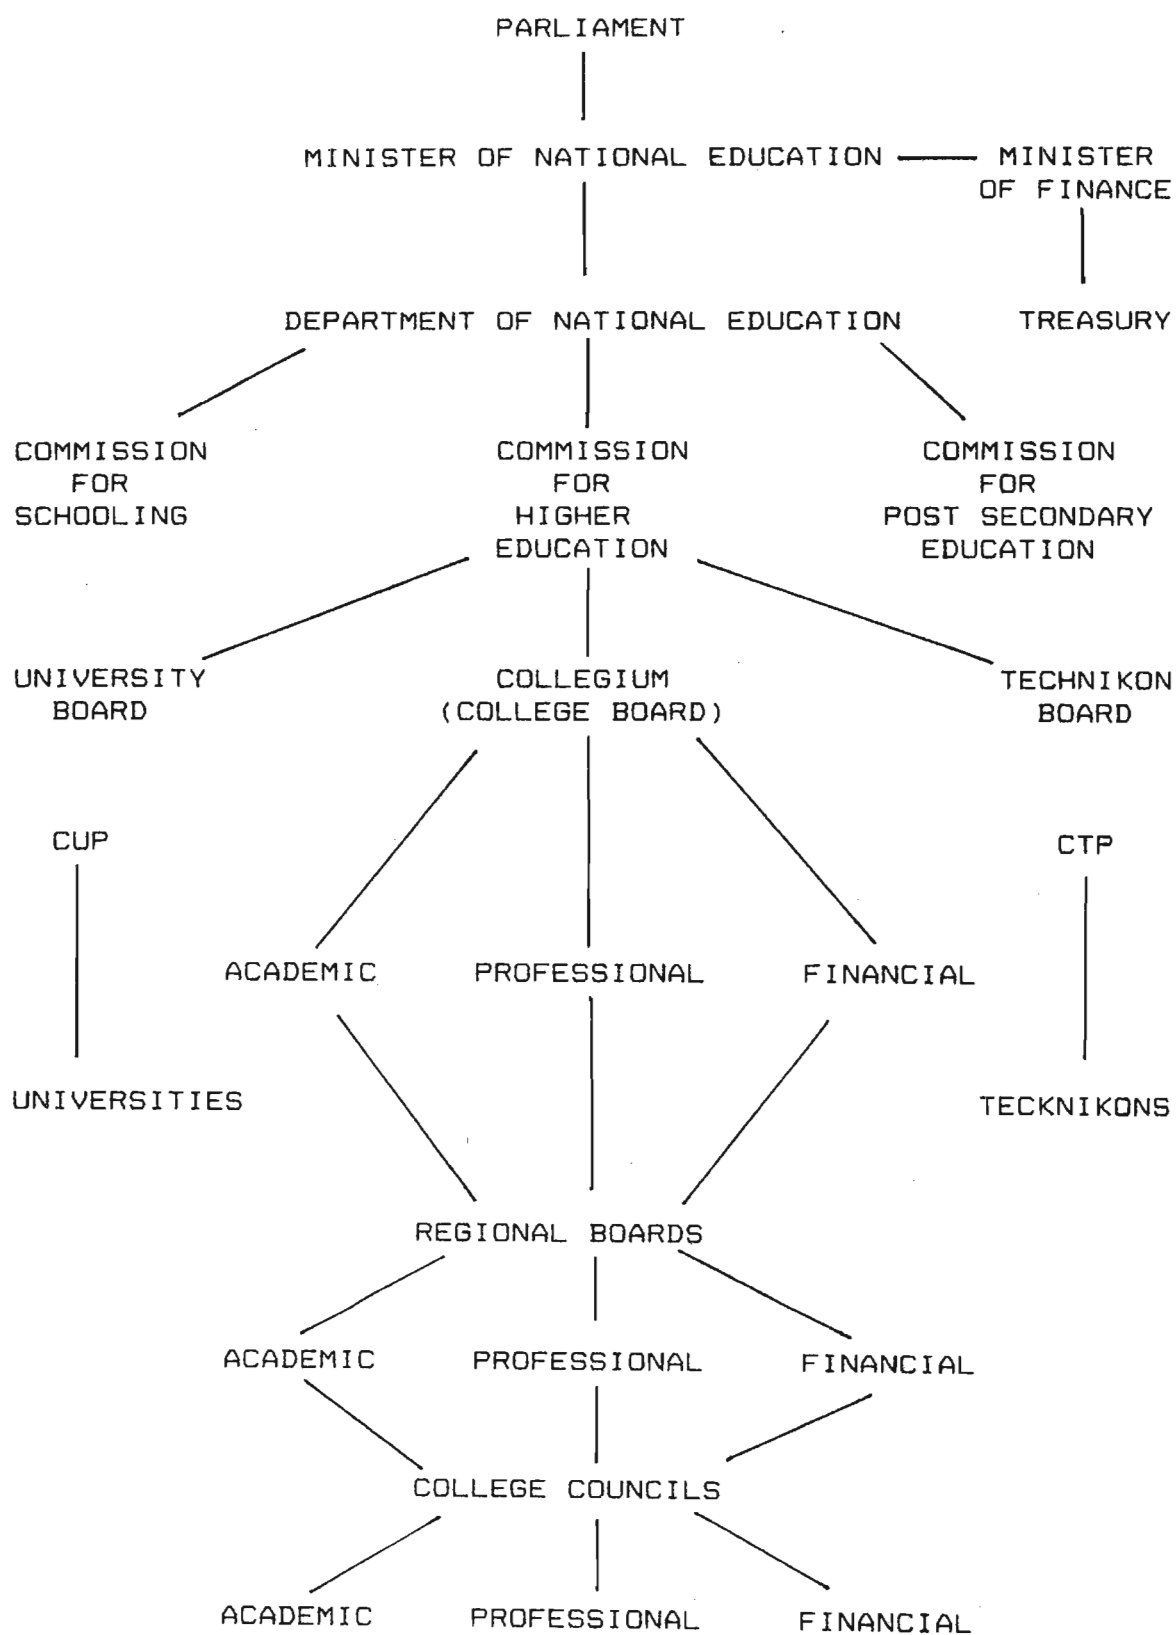 PARLIAMENT
MINISTER OF NATIONAL EDUCATION
MINISTER
OF FINANCE
DEPARTMENT OF NATIONAL EDUCATION
TREASURY
COMMISSION
FOR
SCHOOLING
COMMISSION
FOR
HIGHER
EDUCATION
COMMISSION
FOR
POST SECONDARY
EDUCATION
UNIVERSITY
BOARD
COLLEGIUM
(COLLEGE BOARD)
TECHNIKON
BOARD
CUP
CTP
ACADEMIC
PROFESSIONAL
FINANCIAL
UNIVERSITIES
TECKNIKONS
REGIONAL BOARDS
ACADEMIC
PROFESSIONAL
FINANCIAL
COLLEGE COUNCILS
ACADEMIC
PROFESSIONAL
FINANCIAL